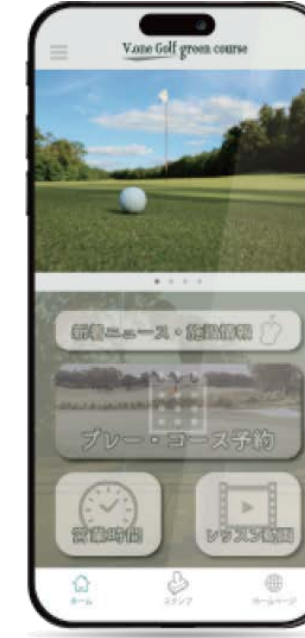 V.one Golf green course
新着ニュース・施設情報
プレー・コース予約
営業時間
レッスン動画
ホーム
スタンプ
ホームページ